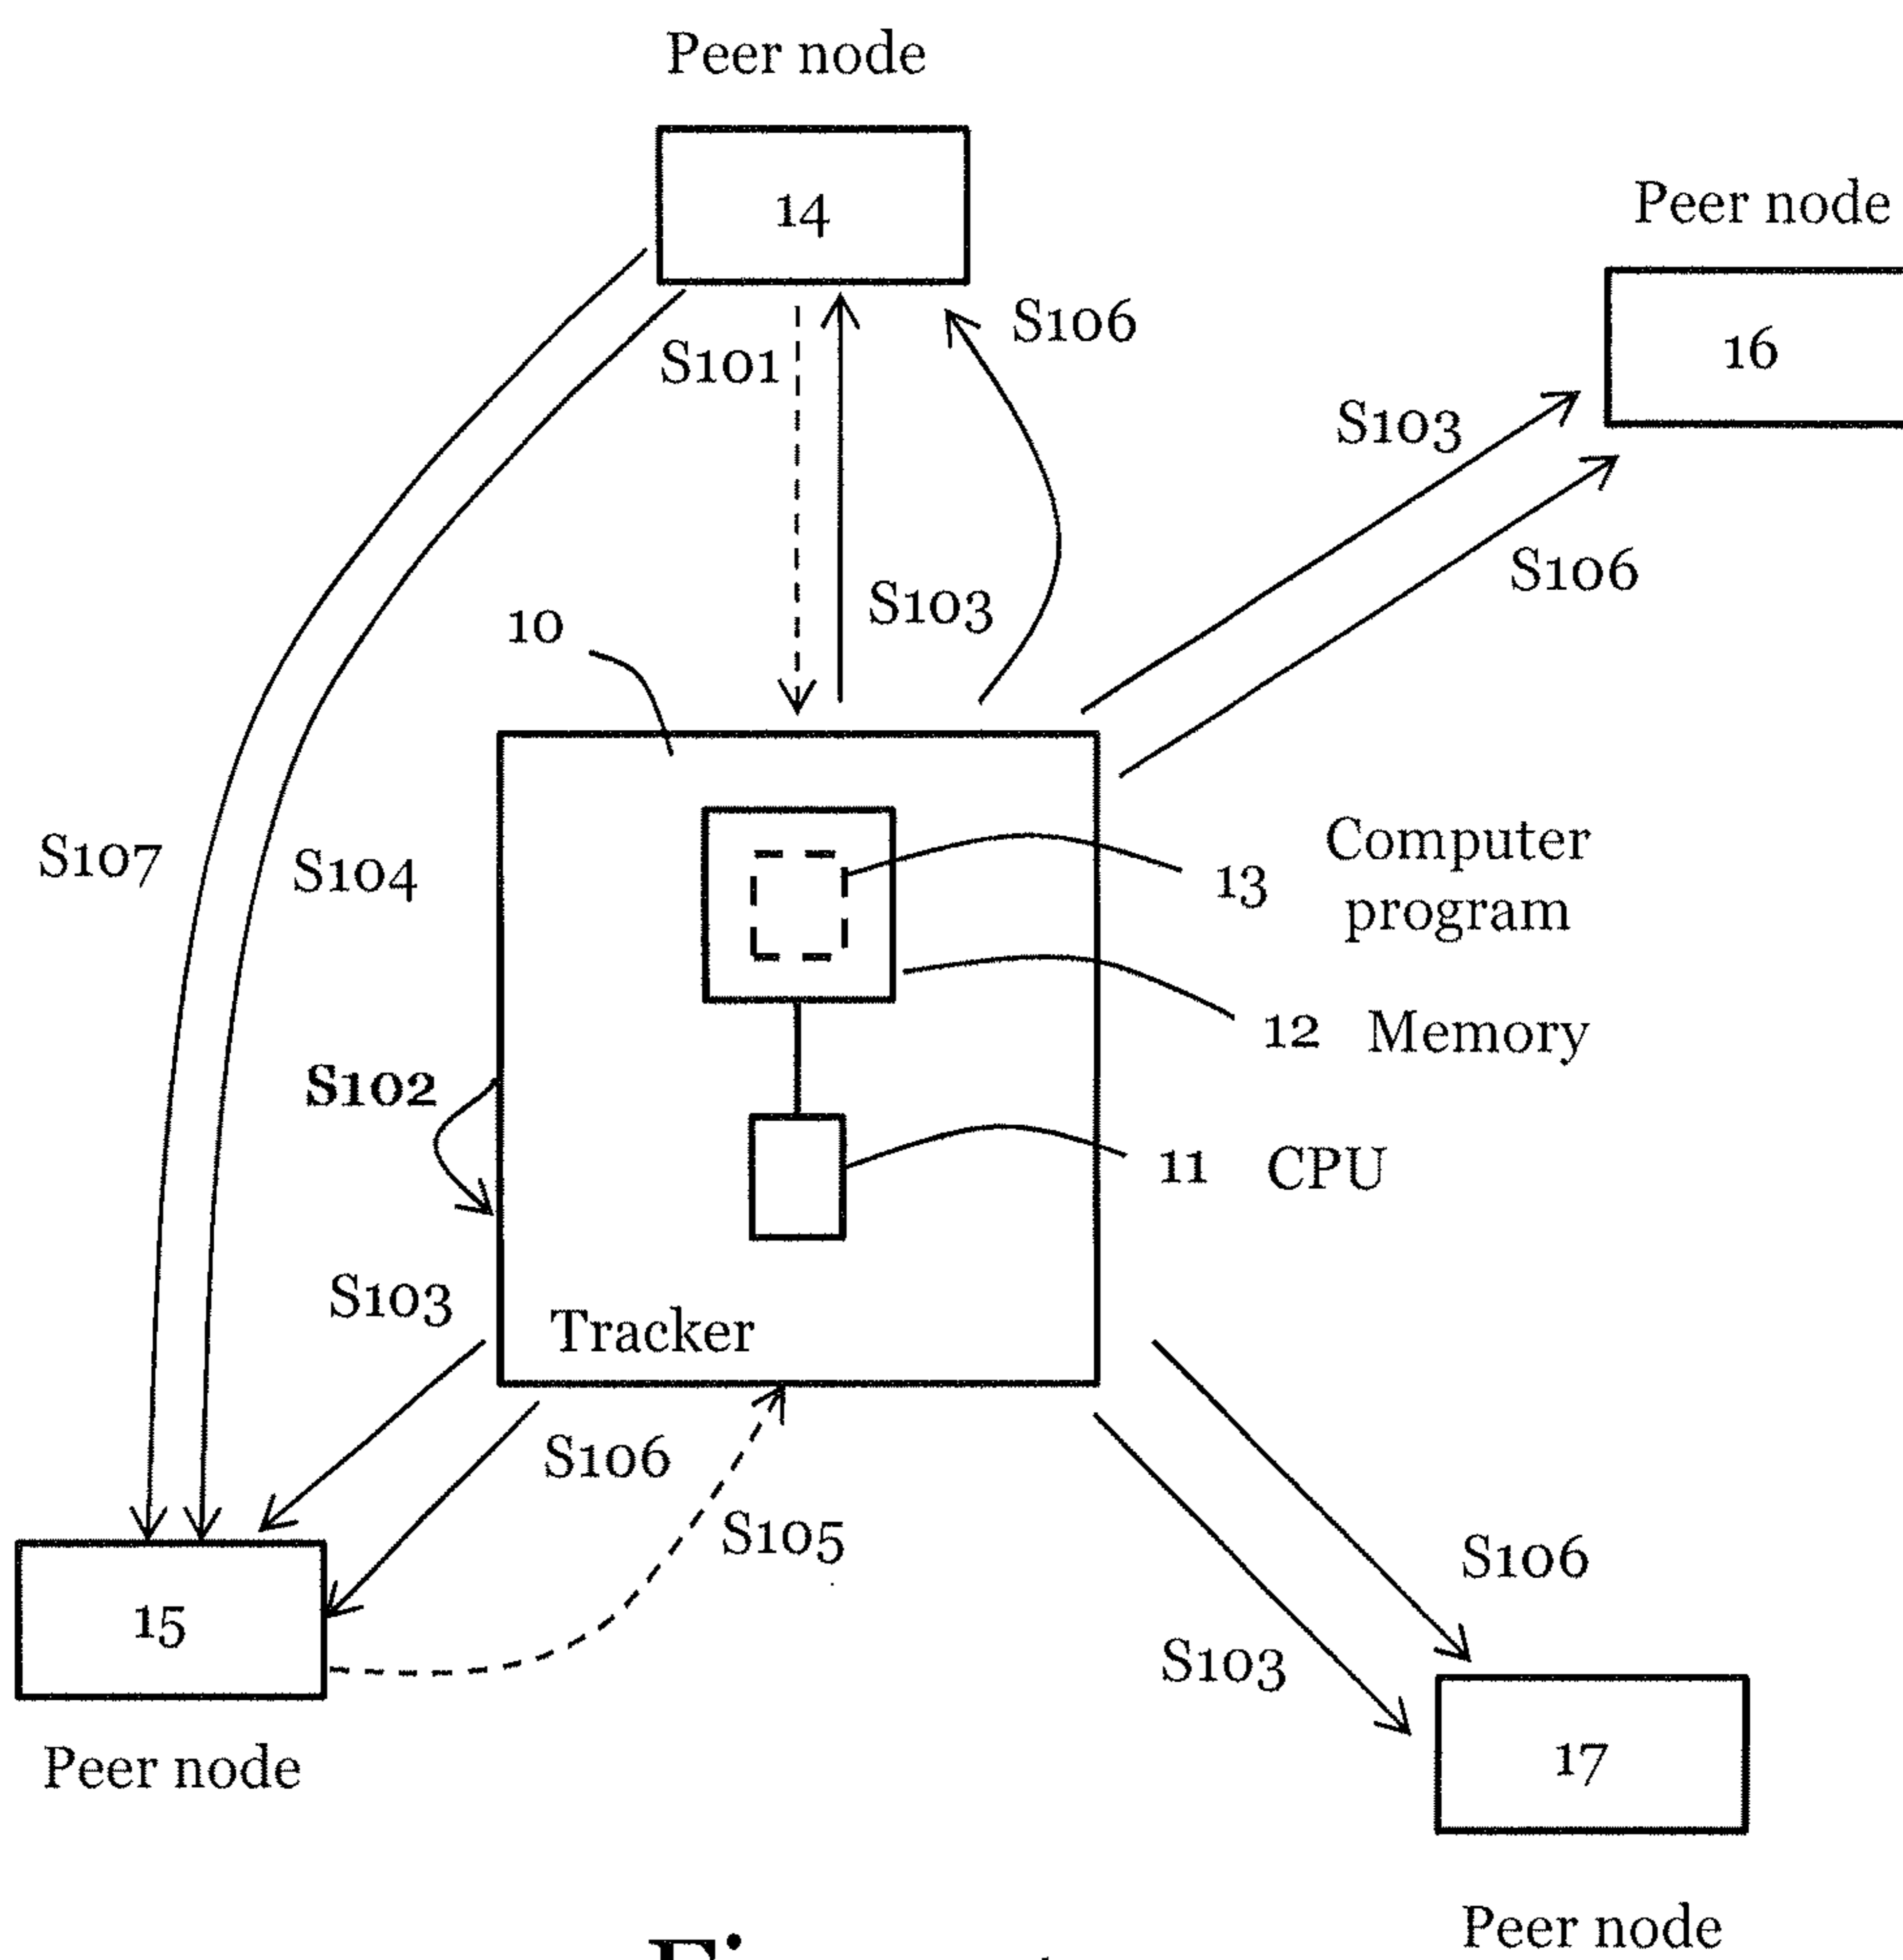 Peer node
14
Peer node
16
S106
S101
S103
S106
S103
10
Computer
program
13
S107
S104
12 Memory
S102
11 CPU
S103
Tracker
S106
S105
S106
15
S103
17
Peer node
Peer node